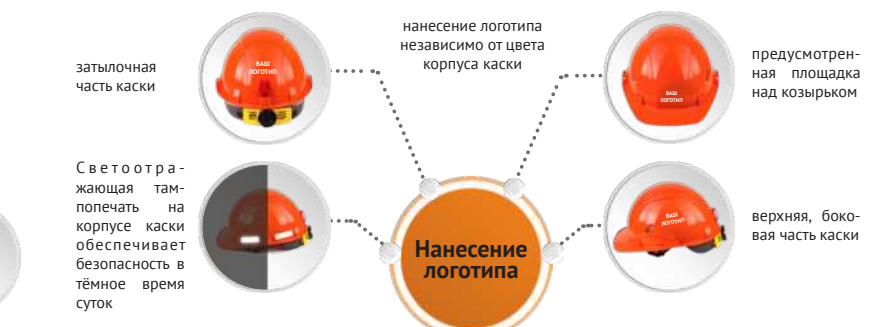 нанесение логотипа
независимо от цвета
корпуса каски
затылочная
часть каски
ВАШ
ЛОГОТИП
ВАШ
ЛОГОТИП
предусмотрен-
ная площадка
над козырьком
Светоотра-
жающая там-
попечать на
корпусе каски
обеспечивает
безопасность в
тёмное время
суток
ВАШ
ЛОГОТИП
верхняя, боко-
вая часть каски
Нанесение
логотипа